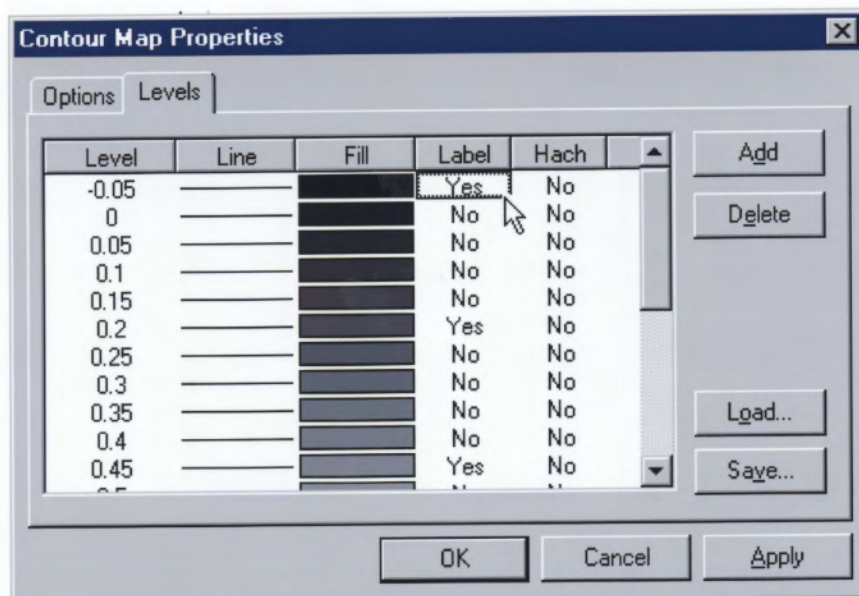 Contour Map Properties
Options Levels
Level Line Fill Label Hach
-0.05 Yes No
0 No No
0.05 No No
0.1 No No
0.15 No No
0.2 Yes No
0.25 No No
0.3 No No
0.35 No No
0.4 No No
0.45 Yes No
Add
Delete
Load...
Save...
OK Cancel Apply